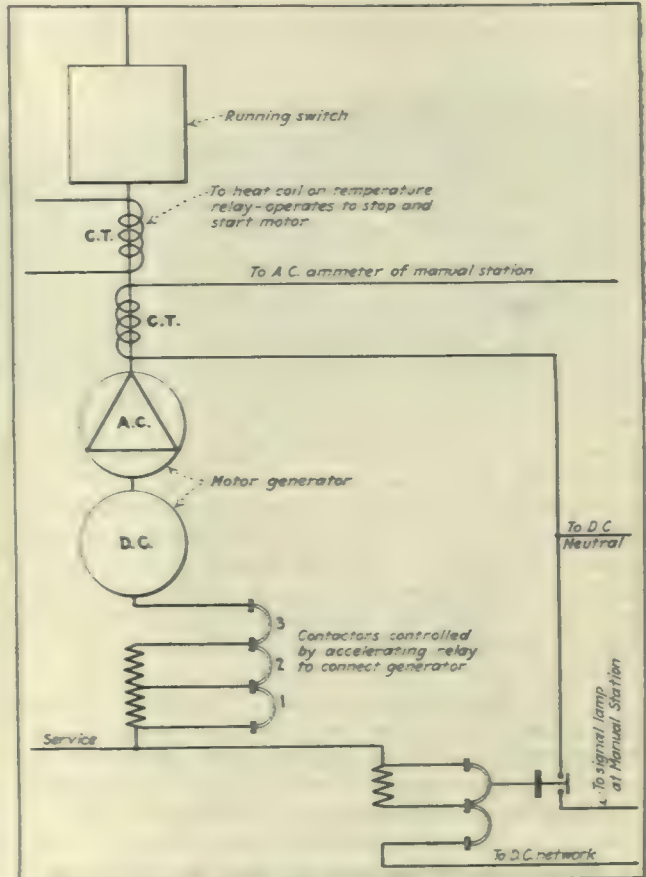 Running switch
To heat coil on temperature
relay-operates to stop and
start motor
C.T.
To A.C. ammeter of manual station
C.T.
A.C.
Motor generator
D.C.
To D.C.
Neutral
3
Contactors controlled
by accelerating relay
to connect generator
2
1
Service
To signal lamp
at Manual Station
To D.C. network